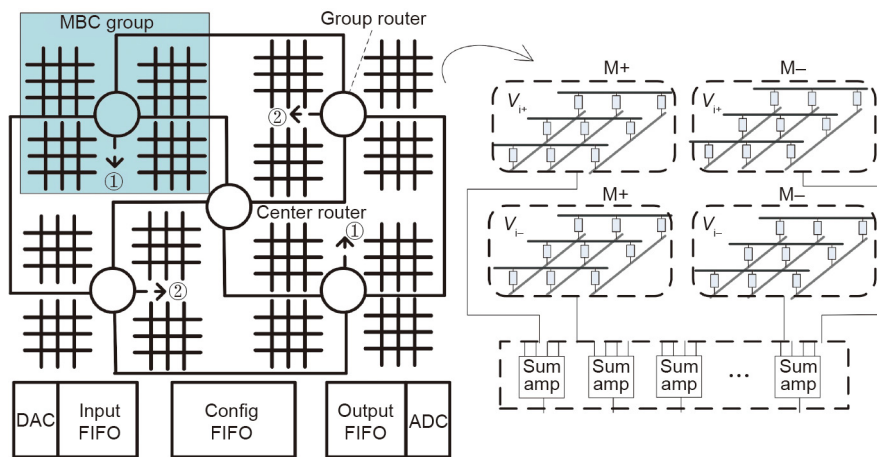 MBC group
Group router
②
①
Center router
①
②
DAC
Input
FIFO
Config
FIFO
Output
FIFO
ADC
M+
M−
Vi+
Vi+
M+
M−
Vi−
Vi−
Sum
amp
Sum
amp
Sum
amp
...
Sum
amp